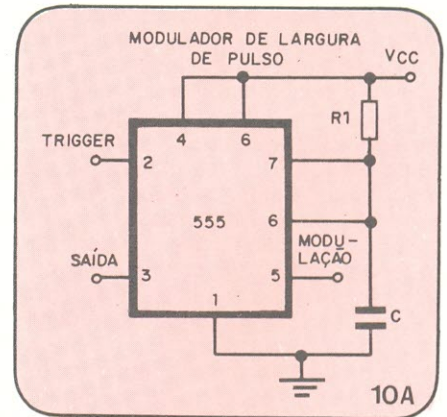 MODULADOR DE LARGURA
DE PULSO
VCC
R1
TRIGGER
4
6
2
7
555
6
MODU-
LAÇÃO
SAÍDA
3
5
1
C
10A